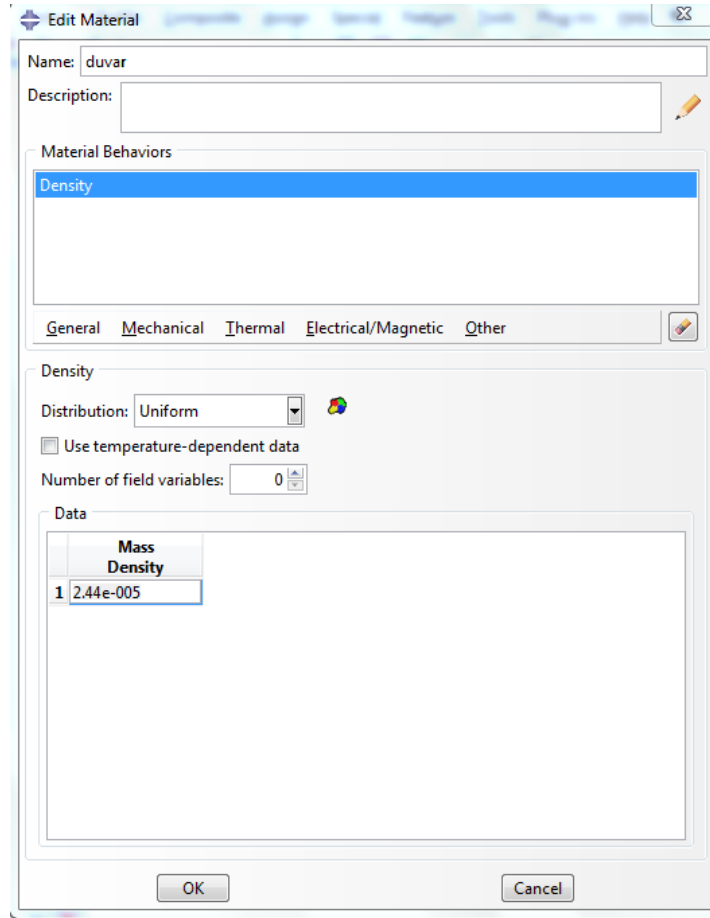 Edit Material
Name: duvar
Description:
Material Behaviors
Density
General Mechanical Thermal Electrical/Magnetic Other
Density
Distribution: Uniform
Use temperature-dependent data
Number of field variables: 0
Data
Mass
Density
1 2.44e-005
OK Cancel